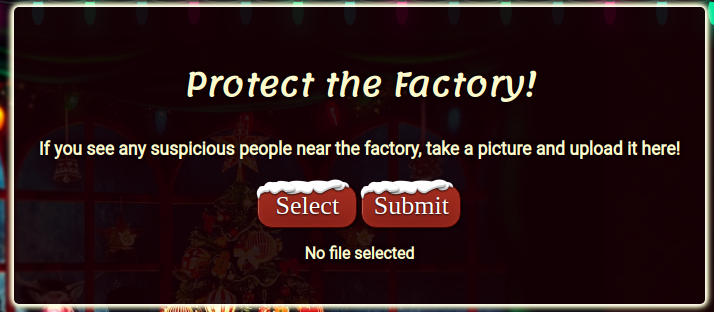 Protect the Factory!
If you see any suspicious people near the factory, take a picture and upload it here!
Select Submit
No file selected